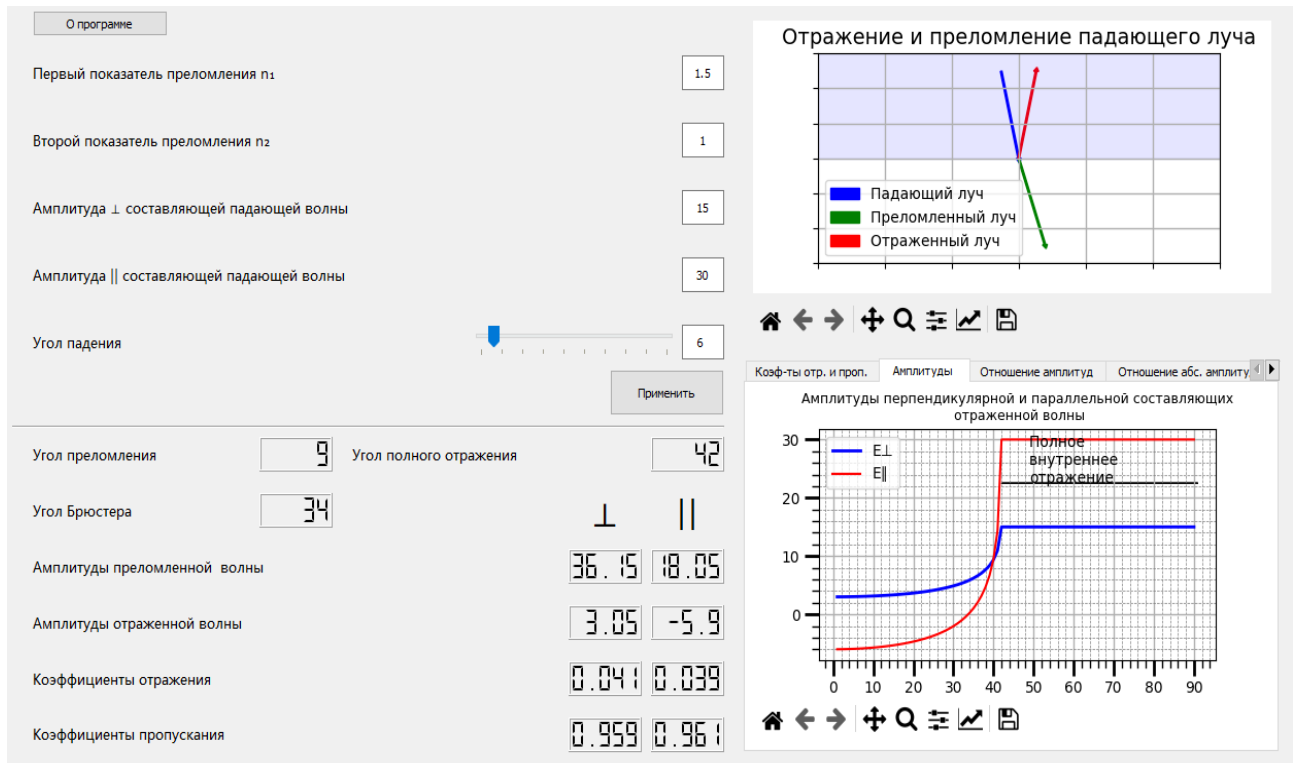 О программе
Первый показатель преломления n₁
1.5
Второй показатель преломления n₂
1
Амплитуда ⊥ составляющей падающей волны
15
Амплитуда || составляющей падающей волны
30
Угол падения
6
Применить
Угол преломления
9
Угол полного отражения
42
Угол Брюстера
34
⊥ ||
Амплитуды преломленной волны
36.15 18.05
Амплитуды отраженной волны
3.05 -5.9
Коэффициенты отражения
0.041 0.039
Коэффициенты пропускания
0.959 0.961
Отражение и преломление падающего луча
Падающий луч
Преломленный луч
Отраженный луч
Коэф-ты отр. и проп.
Амплитуды
Отношение амплитуд
Отношение абс. амплиту
Амплитуды перпендикулярной и параллельной составляющих
отраженной волны
30
20
10
0
E⊥
E∥
Полное
внутреннее
отражение
0 10 20 30 40 50 60 70 80 90